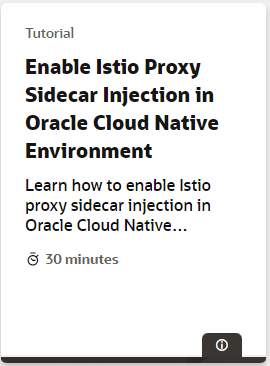 Tutorial
Enable Istio Proxy
Sidecar Injection in
Oracle Cloud Native
Environment
Learn how to enable Istio
proxy sidecar injection in
Oracle Cloud Native...
30 minutes